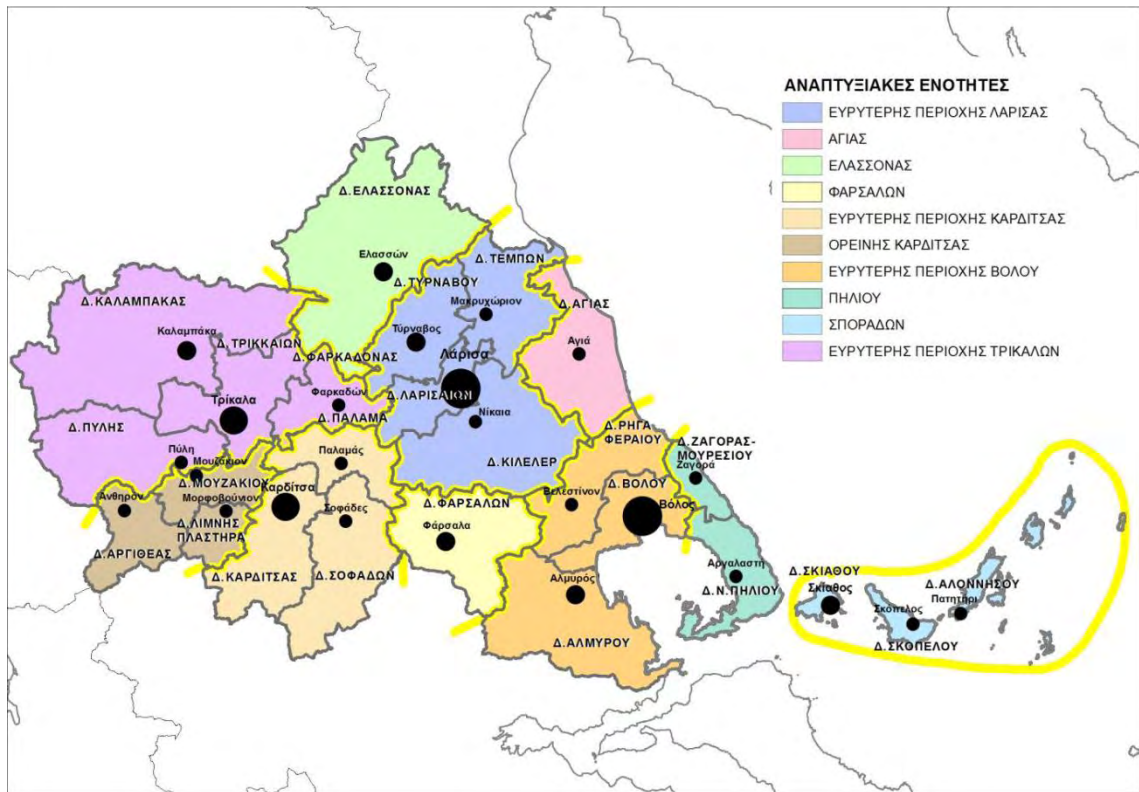 ΑΝΑΠΤΥΞΙΑΚΕΣ ΕΝΟΤΗΤΕΣ
ΕΥΡΥΤΕΡΗΣ ΠΕΡΙΟΧΗΣ ΛΑΡΙΣΑΣ
ΑΓΙΑΣ
ΕΛΑΣΣΟΝΑΣ
ΦΑΡΣΑΛΩΝ
ΕΥΡΥΤΕΡΗΣ ΠΕΡΙΟΧΗΣ ΚΑΡΔΙΤΣΑΣ
ΟΡΕΙΝΗΣ ΚΑΡΔΙΤΣΑΣ
ΕΥΡΥΤΕΡΗΣ ΠΕΡΙΟΧΗΣ ΒΟΛΟΥ
ΠΗΛΙΟΥ
ΣΠΟΡΑΔΩΝ
ΕΥΡΥΤΕΡΗΣ ΠΕΡΙΟΧΗΣ ΤΡΙΚΑΛΩΝ
Δ.ΕΛΑΣΣΟΝΑΣ
Ελασσών
Δ.ΤΕΜΠΩΝ
Δ.ΤΥΡΝΑΒΟΥ
Μακρυχώριον
Δ.ΚΑΛΑΜΠΑΚΑΣ
Δ.ΑΓΙΑΣ
Καλαμπάκα
Τύρναβος
Δ.ΤΡΙΚΚΑΙΩΝ
Αγιά
Δ.ΦΑΡΚΑΔΟΝΑΣ
Λάρισα
Φαρκαδών
Δ.ΛΑΡΙΣΑΙΩΝ
Τρίκαλα
Νίκαια
Δ.ΠΑΛΑΜΑ
Δ.ΠΥΛΗΣ
Δ.ΡΗΓΑ
ΦΕΡΑΙΟΥ
Δ.ΖΑΓΟΡΑΣ-
ΜΟΥΡΕΣΙΟΥ
Πύλη
Μουζάκιον
Παλαμάς
Δ.ΚΙΛΕΛΕΡ
Ζαγορά
Δ.ΜΟΥΖΑΚΙΟΥ
Δ.ΒΟΛΟΥ
Καρδίτσα
Ανθηρόν
Μορφοβούνιον
Βελεστίνον
Βόλος
Δ.ΦΑΡΣΑΛΩΝ
Σοφάδες
Δ.ΛΙΜΝΗΣ
ΠΛΑΣΤΗΡΑ
Φάρσαλα
Δ.ΑΡΓΙΘΕΑΣ
Αργαλαστή
Δ.ΚΑΡΔΙΤΣΑΣ
Δ.ΣΟΦΑΔΩΝ
Αλμυρός
Δ.Ν.ΠΗΛΙΟΥ
Δ.ΣΚΙΑΘΟΥ
Σκίαθος
Δ.ΑΛΟΝΝΗΣΟΥ
Πατητήρι
Σκόπελος
Δ.ΑΛΜΥΡΟΥ
Δ.ΣΚΟΠΕΛΟΥ